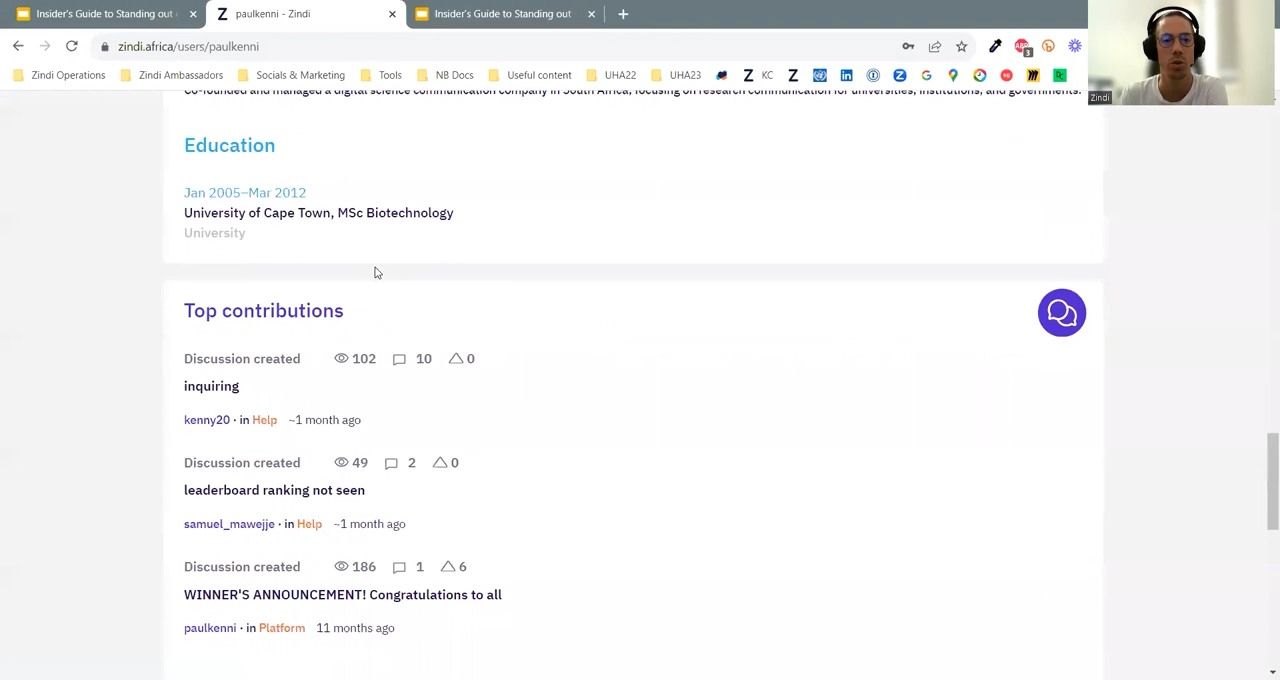 Insider's Guide to Standing out
paulkenni - Zindi
Insider's Guide to Standing out
zindi.africa/users/paulkenni
3
Zindi Operations
Zindi Ambassadors
Socials & Marketing
Tools
NB Docs
Useful content
UHA22
UHA23
KC
Zindi
Co-founded and managed a digital science communication company in South Africa, focusing on research communication for universities, institutions, and governments.
Education
Jan 2005–Mar 2012
University of Cape Town, MSc Biotechnology
University
Top contributions
Discussion created 102 10 0
inquiring
kenny20 · in Help ~1 month ago
Discussion created 49 2 0
leaderboard ranking not seen
samuel_mawejje · in Help ~1 month ago
Discussion created 186 1 6
WINNER'S ANNOUNCEMENT! Congratulations to all
paulkenni · in Platform 11 months ago